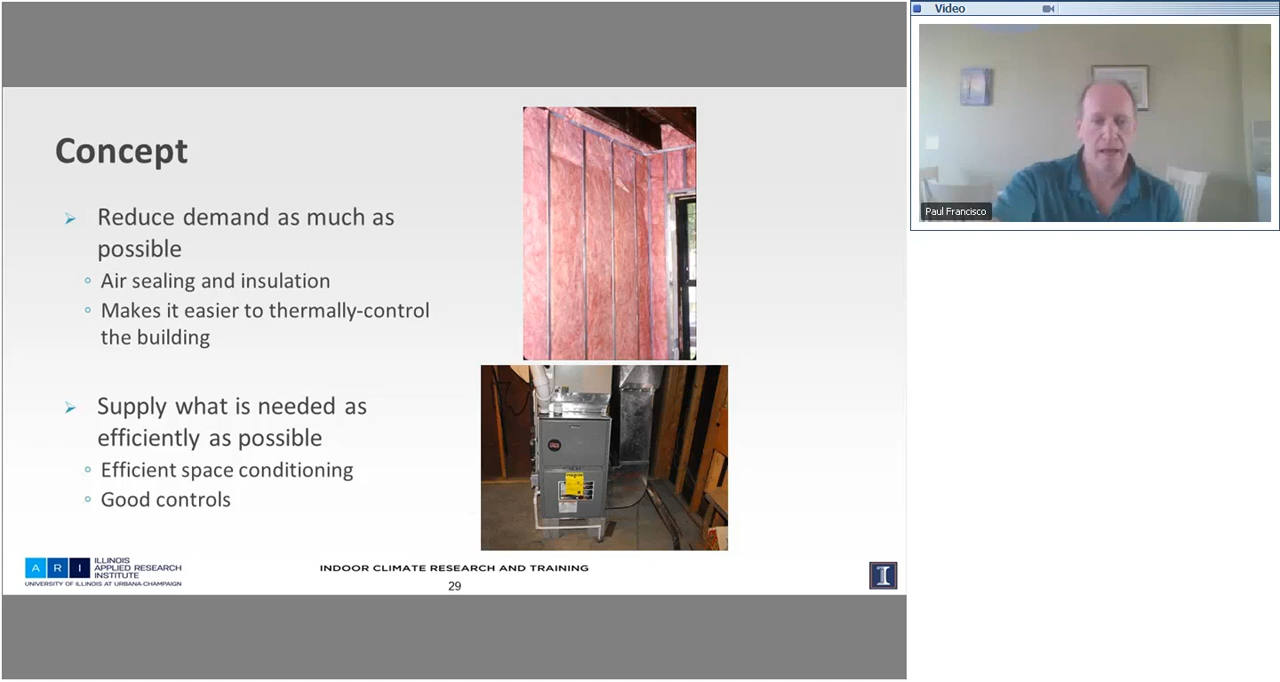 Video
Concept
Reduce demand as much as
possible
Air sealing and insulation
Makes it easier to thermally-control
the building
Supply what is needed as
efficiently as possible
Efficient space conditioning
Good controls
Paul Francisco
A R I
ILLINOIS
APPLIED RESEARCH
INSTITUTE
UNIVERSITY OF ILLINOIS AT URBANA-CHAMPAIGN
INDOOR CLIMATE RESEARCH AND TRAINING
29
I